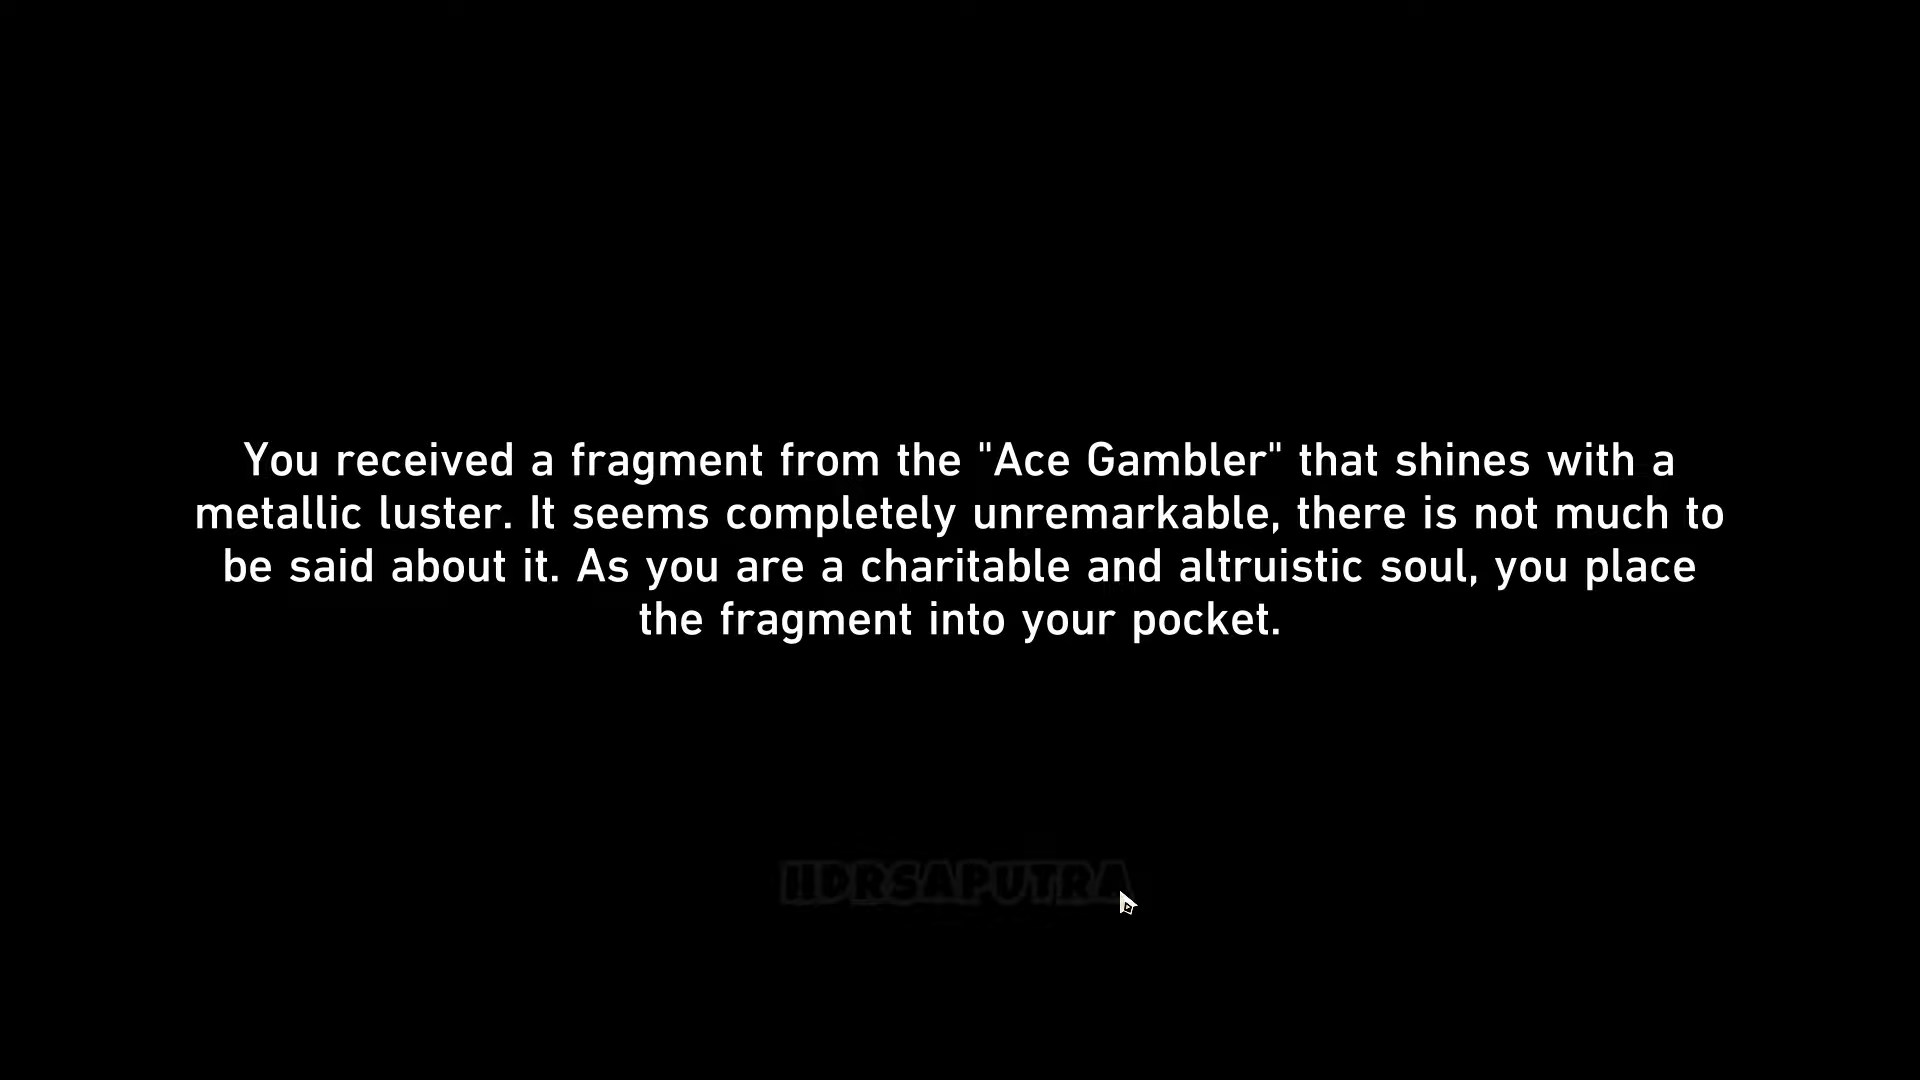 You received a fragment from the "Ace Gambler" that shines with a
metallic luster. It seems completely unremarkable, there is not much to
be said about it. As you are a charitable and altruistic soul, you place
the fragment into your pocket.
HDRSAPUTRA